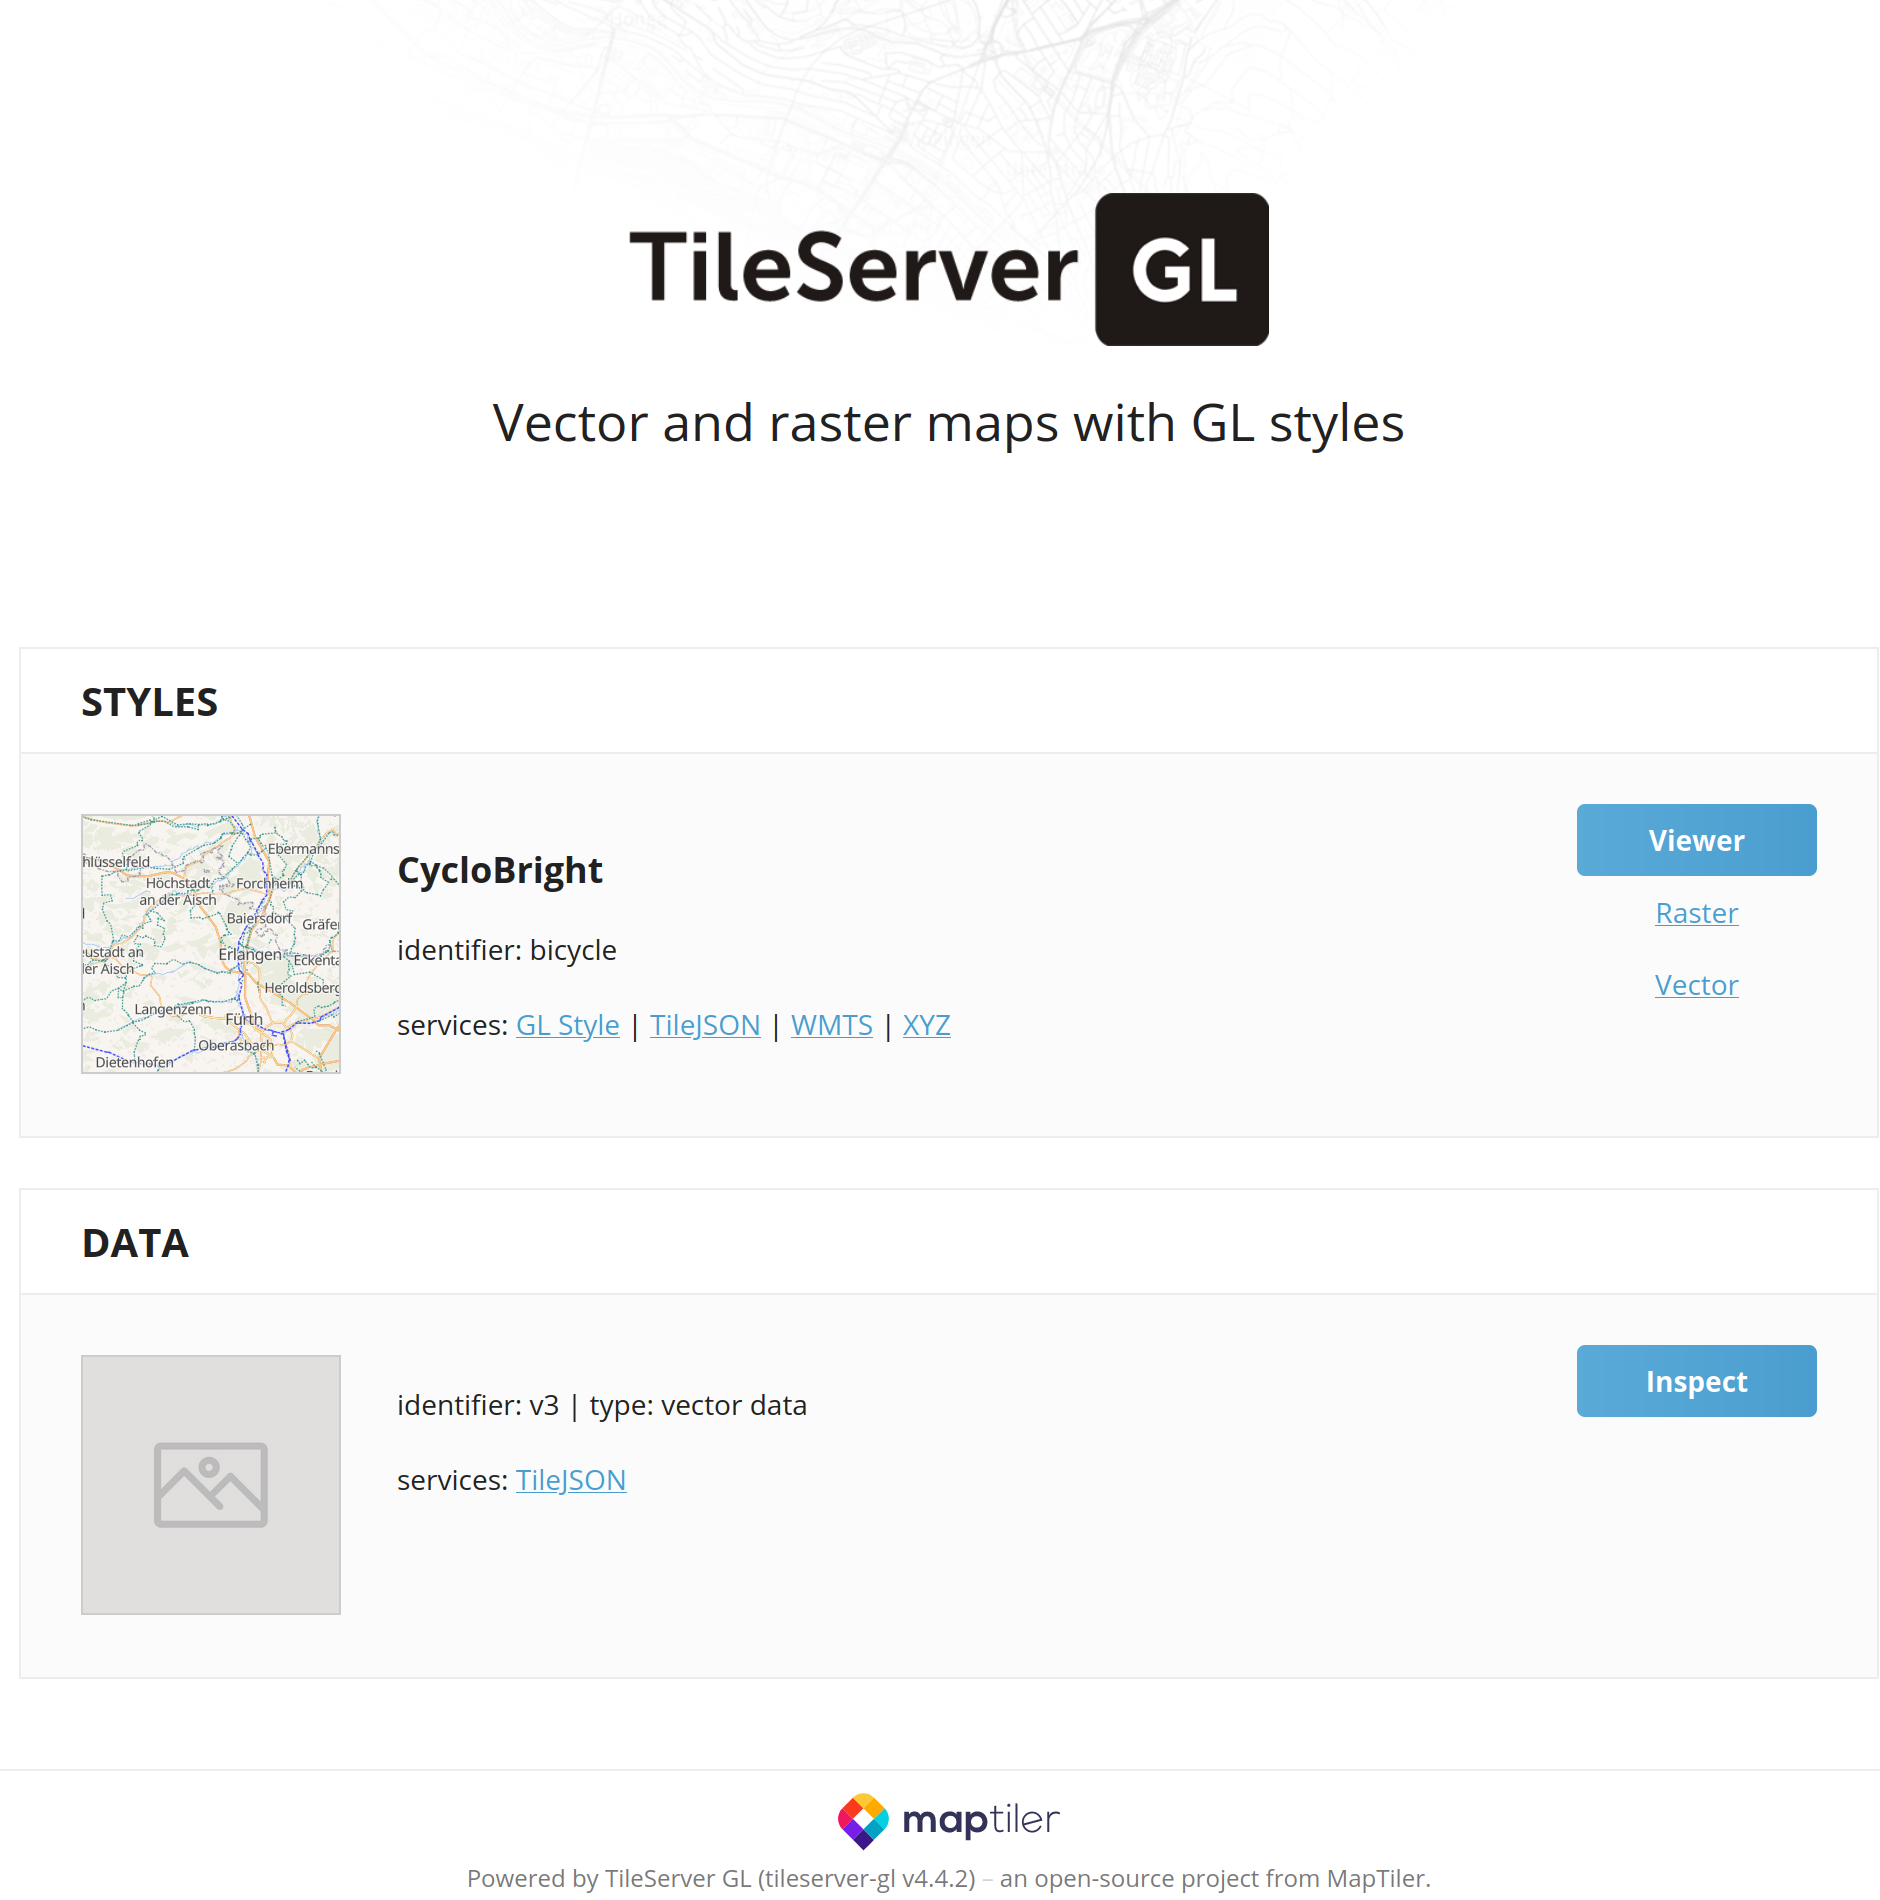 TileServer GL
Vector and raster maps with GL styles
STYLES
Ebermanns
hlüsselfeld
Höchstadt
an der Aisch
Forchheim
Baiersdorf
Gräfe
Erlangen
Eckenta
ustadt an
er Aisch
Heroldsberg
Langenzenn
Fürth
Oberasbach
Dietenhofen
CycloBright
identifier: bicycle
services: GL Style | TileJSON | WMTS | XYZ
Viewer
Raster
Vector
DATA
identifier: v3 | type: vector data
services: TileJSON
Inspect
maptiler
Powered by TileServer GL (tileserver-gl v4.4.2) – an open-source project from MapTiler.